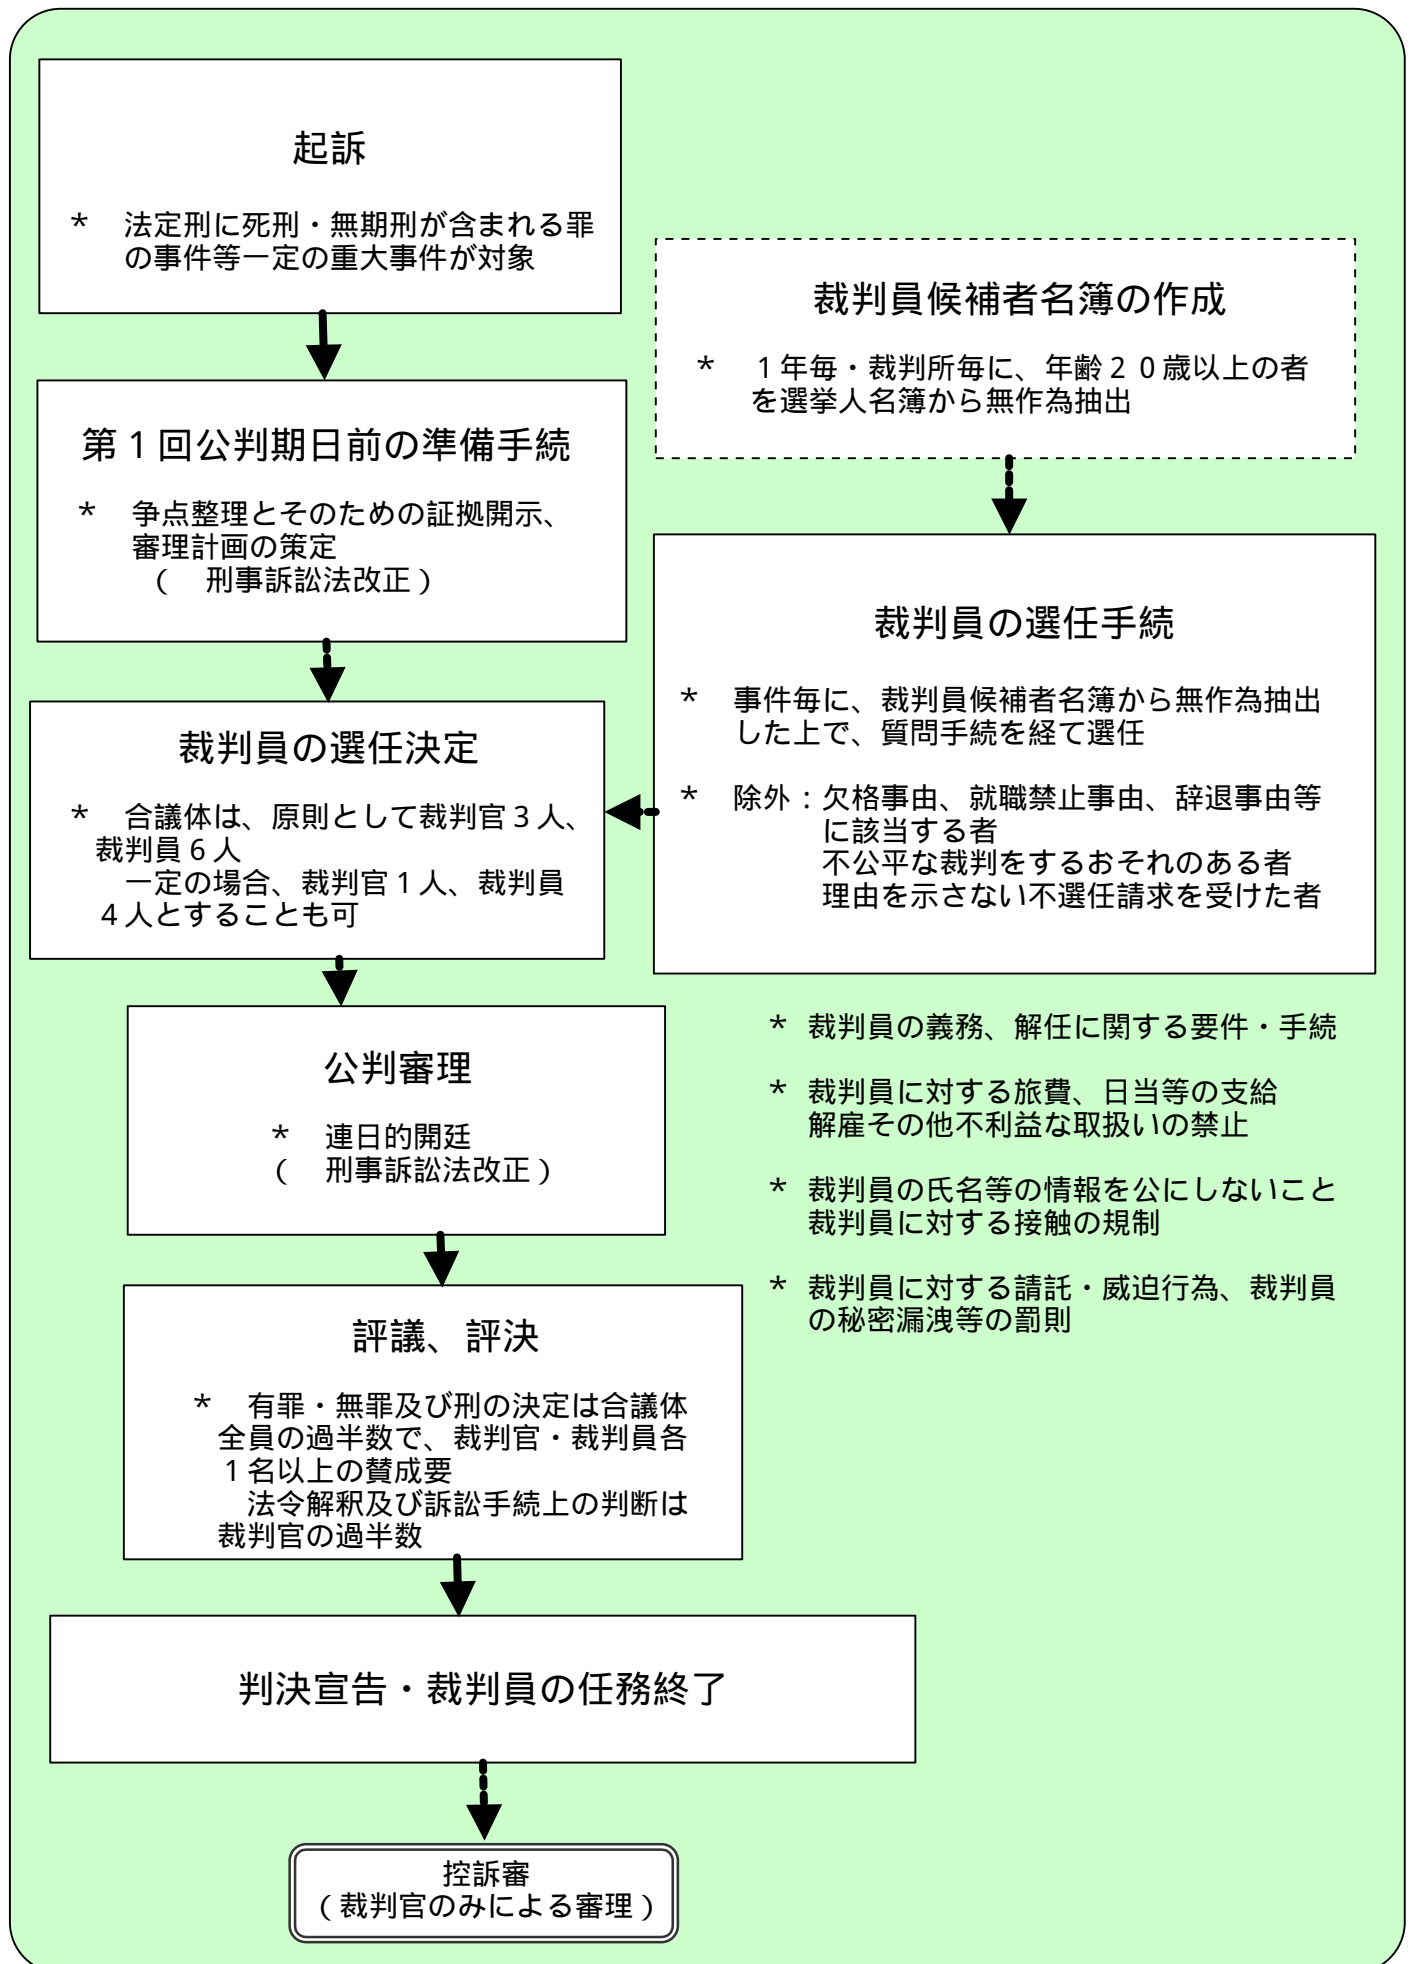 起訴
*　法定刑に死刑・無期刑が含まれる罪
の事件等一定の重大事件が対象
裁判員候補者名簿の作成
*　１年毎・裁判所毎に、年齢２０歳以上の者
を選挙人名簿から無作為抽出
第１回公判期日前の準備手続
*　争点整理とそのための証拠開示、
審理計画の策定
（　刑事訴訟法改正）
裁判員の選任手続
*　事件毎に、裁判員候補者名簿から無作為抽出
した上で、質問手続を経て選任
*　除外：欠格事由、就職禁止事由、辞退事由等
に該当する者
不公平な裁判をするおそれのある者
理由を示さない不選任請求を受けた者
裁判員の選任決定
*　合議体は、原則として裁判官３人、
裁判員６人
一定の場合、裁判官１人、裁判員
４人とすることも可
公判審理
*　連日的開廷
（　刑事訴訟法改正）
* 裁判員の義務、解任に関する要件・手続
* 裁判員に対する旅費、日当等の支給
解雇その他不利益な取扱いの禁止
* 裁判員の氏名等の情報を公にしないこと
裁判員に対する接触の規制
* 裁判員に対する請託・威迫行為、裁判員
の秘密漏洩等の罰則
評議、評決
*　有罪・無罪及び刑の決定は合議体
全員の過半数で、裁判官・裁判員各
１名以上の賛成要
法令解釈及び訴訟手続上の判断は
裁判官の過半数
判決宣告・裁判員の任務終了
控訴審
（裁判官のみによる審理）